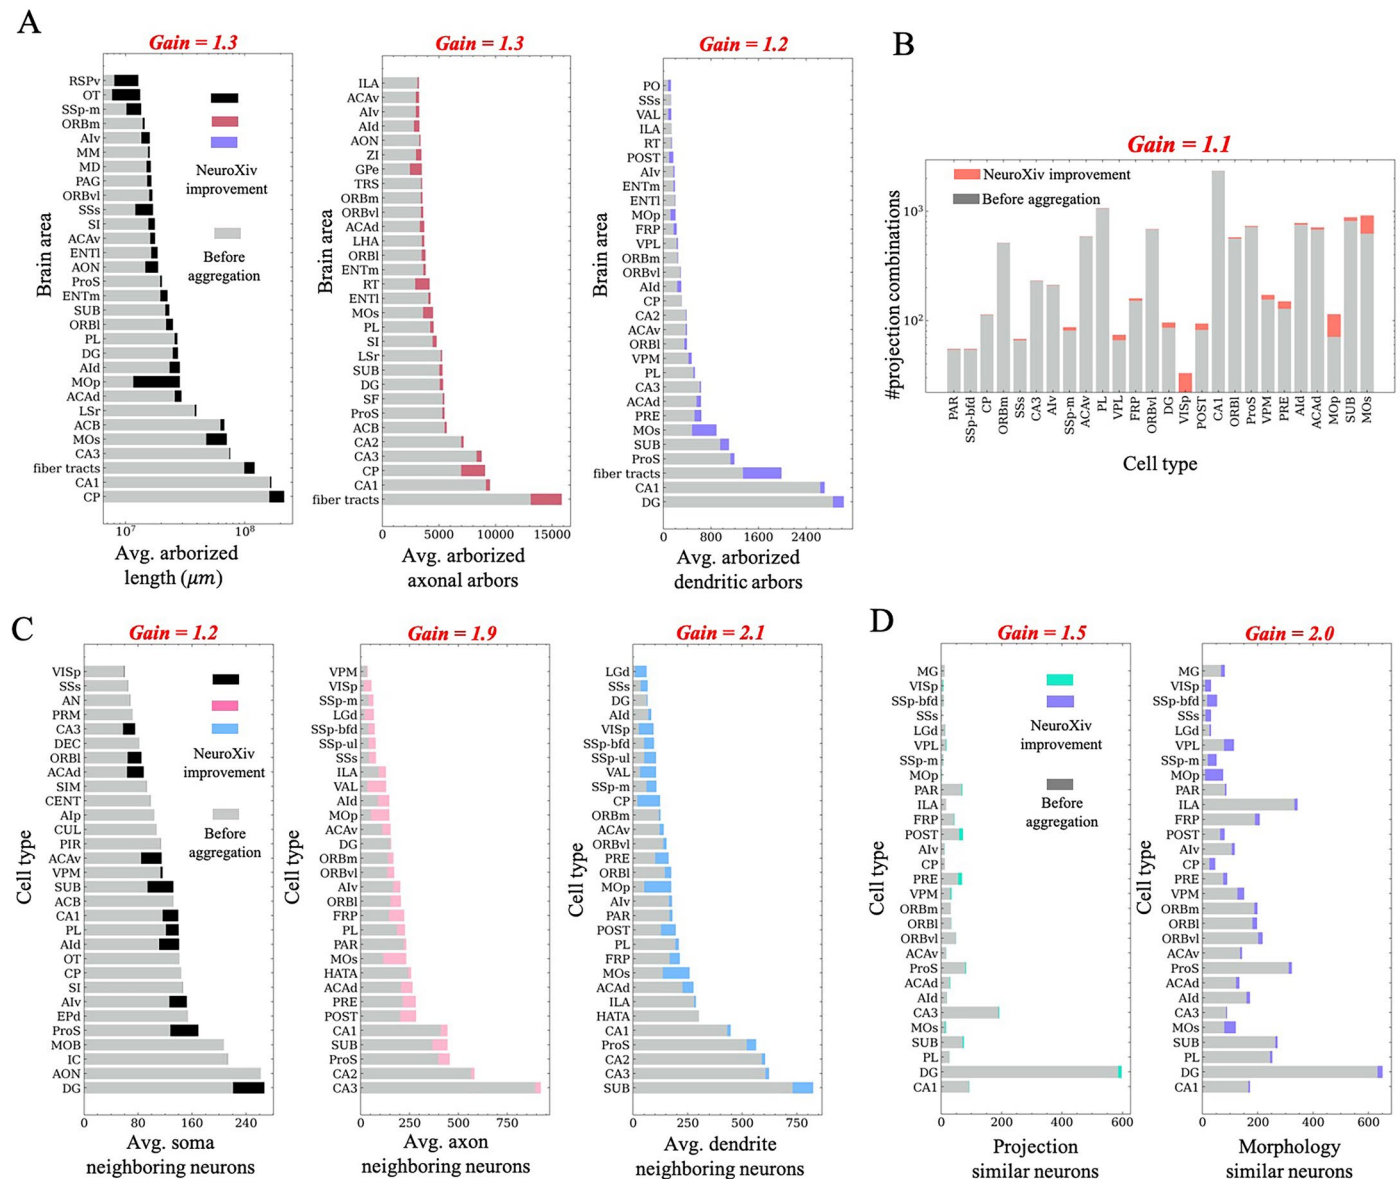 A
Gain = 1.3
RSPv
OT
SSp-m
ORBm
AIv
MM
MD
PAG
ORBvl
SSs
SI
ACAv
ENTl
AON
ProS
ENTm
SUB
ORBl
PL
DG
AId
MOp
ACAd
LSr
ACB
MOs
CA3
fiber tracts
CA1
CP
Brain area
NeuroXiv
improvement
Before
aggregation
10⁷ 10⁸
Avg. arborized
length (μm)
Gain = 1.3
ILA
ACAv
AIv
AId
AON
ZI
GPe
TRS
ORBm
ORBvl
ACAd
LHA
ORBl
ENTm
RT
ENTl
MOs
PL
SI
LSr
SUB
DG
SF
ProS
ACB
CA2
CA3
CP
CA1
fiber tracts
Brain area
0 5000 10000 15000
Avg. arborized
axonal arbors
Gain = 1.2
PO
SSs
VAL
ILA
RT
POST
AIv
ENTm
ENTl
MOp
FRP
VPL
ORBm
ORBvl
AId
CP
CA2
ACAv
ORBl
VPM
PL
CA3
ACAd
PRE
MOs
SUB
ProS
fiber tracts
CA1
DG
Brain area
0 800 1600 2400
Avg. arborized
dendritic arbors
B
Gain = 1.1
NeuroXiv improvement
Before aggregation
#projection combinations
10³
10²
PAR SSp-bfd CP ORBm SSs CA3 AIv SSp-m ACAv PL VPL FRP ORBvl DG VISp POST CA1 ORBl ProS VPM PRE AId ACAd MOp SUB MOs
Cell type
C
Gain = 1.2
VISp
SSs
AN
PRM
CA3
DEC
ORBl
ACAd
SIM
CENT
AIp
CUL
PIR
ACAv
VPM
SUB
ACB
CA1
PL
AId
OT
CP
SI
AIv
EPd
ProS
MOB
IC
AON
DG
Cell type
NeuroXiv
improvement
Before
aggregation
0 80 160 240
Avg. soma
neighboring neurons
Gain = 1.9
VPM
VISp
SSp-m
LGd
SSp-bfd
SSp-ul
SSs
ILA
VAL
AId
MOp
ACAv
DG
ORBm
ORBvl
AIv
ORBl
FRP
PL
PAR
MOs
HATA
ACAd
PRE
POST
CA1
SUB
ProS
CA2
CA3
Cell type
0 250 500 750
Avg. axon
neighboring neurons
Gain = 2.1
LGd
SSs
DG
AId
VISp
SSp-bfd
SSp-ul
VAL
SSp-m
CP
ORBm
ACAv
ORBvl
PRE
ORBl
MOp
AIv
PAR
POST
PL
FRP
MOs
ACAd
ILA
HATA
CA1
ProS
CA2
CA3
SUB
Cell type
0 250 500 750
Avg. dendrite
neighboring neurons
D
Gain = 1.5
MG
VISp
SSp-bfd
SSs
LGd
VPL
SSp-m
MOp
PAR
ILA
FRP
POST
AIv
CP
PRE
VPM
ORBm
ORBl
ORBvl
ACAv
ProS
ACAd
AId
CA3
MOs
SUB
PL
DG
CA1
Cell type
NeuroXiv
improvement
Before
aggregation
0 200 400 600
Projection
similar neurons
Gain = 2.0
MG
VISp
SSp-bfd
SSs
LGd
VPL
SSp-m
MOp
PAR
ILA
FRP
POST
AIv
CP
PRE
VPM
ORBm
ORBl
ORBvl
ACAv
ProS
ACAd
AId
CA3
MOs
SUB
PL
DG
CA1
Cell type
0 200 400 600
Morphology
similar neurons